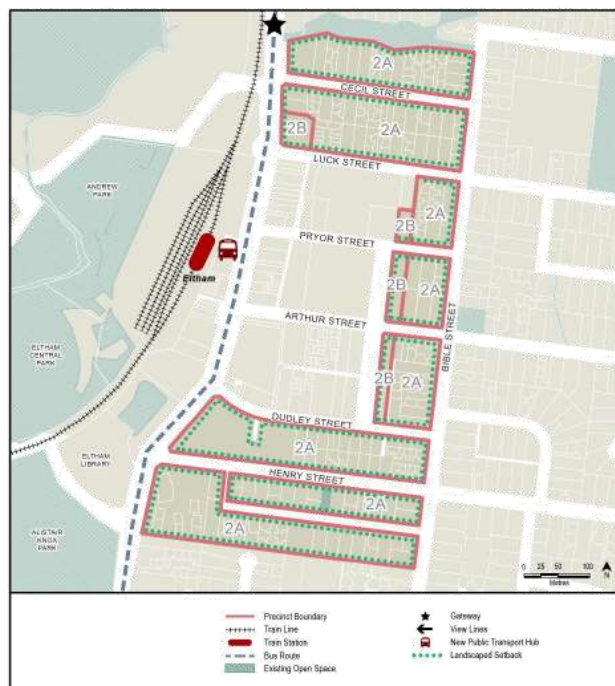 2A
CECIL STREET
2B
2A
LUCK STREET
ANDREW
PARK
2A
2B
PRYOR STREET
Eltham
2B
2A
ARTHUR STREET
BIBLE STREET
ELTHAM
CENTRAL
PARK
2B
2A
DUDLEY STREET
2A
ELTHAM
LIBRARY
HENRY STREET
2A
ALISTAIR
KNOX
PARK
2A
0 25 50 100
Metres
N
Precinct Boundary
Train Line
Train Station
Bus Route
Existing Open Space
Gateway
View Lines
New Public Transport Hub
Landscaped Setback